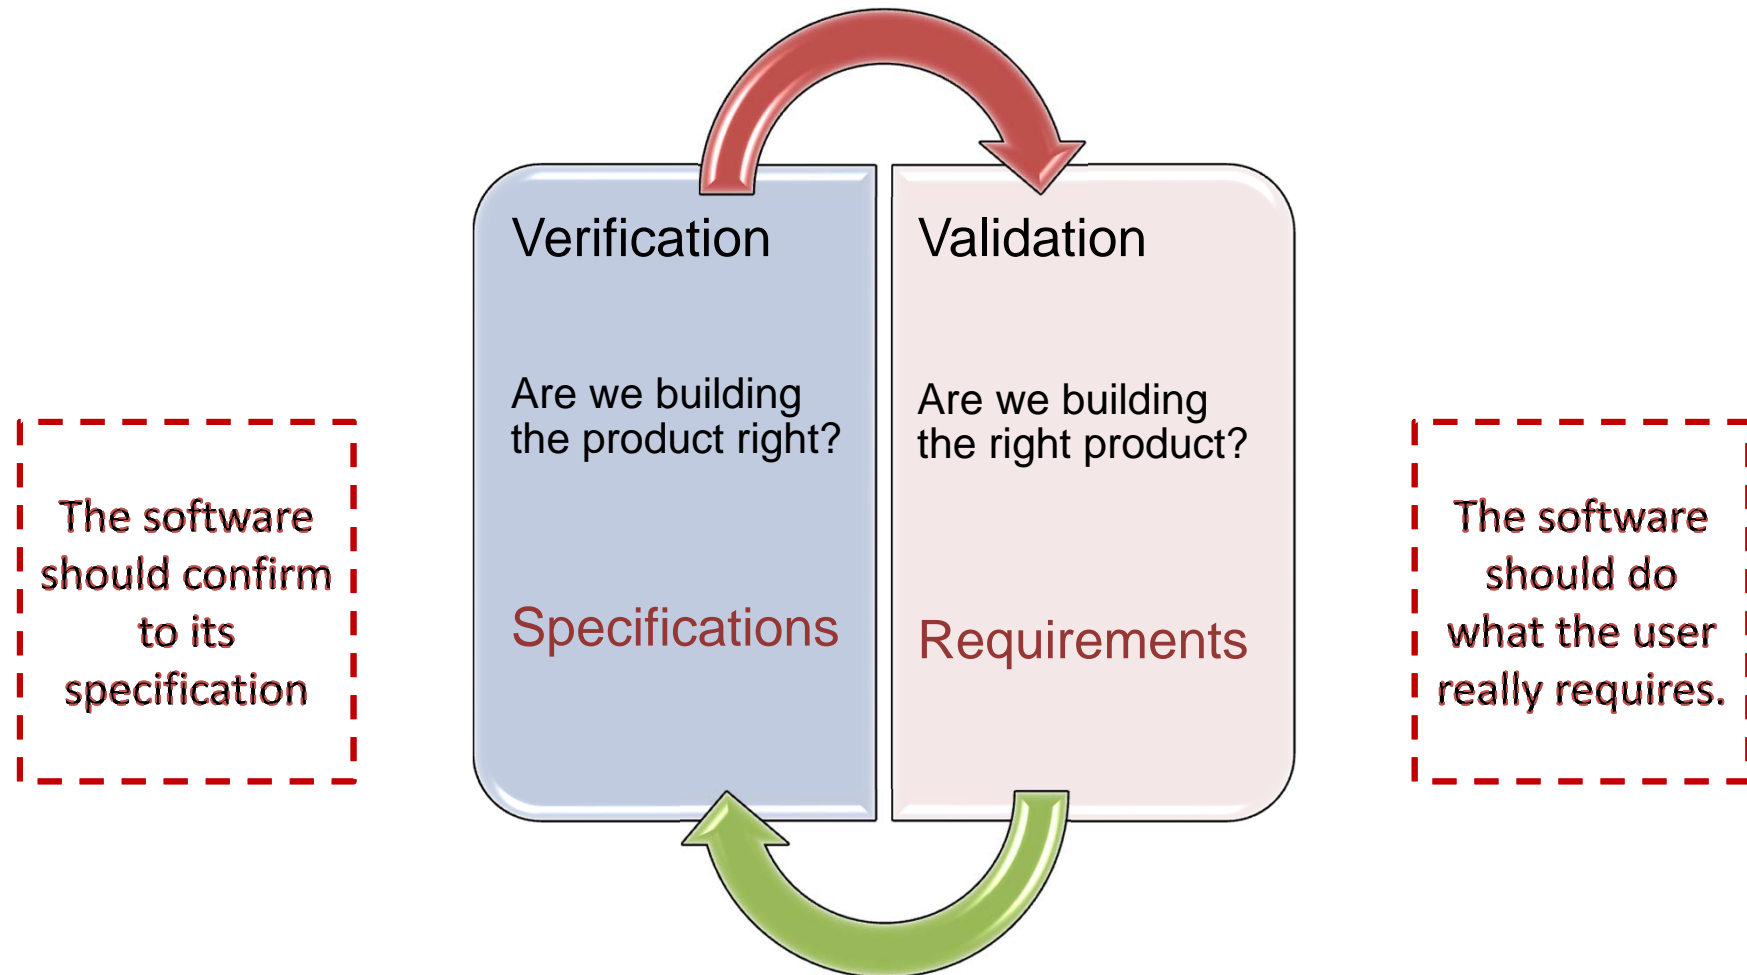 Verification
Are we building
the product right?
Specifications
Validation
Are we building
the right product?
Requirements
The software
should confirm
to its
specification
The software
should do
what the user
really requires.